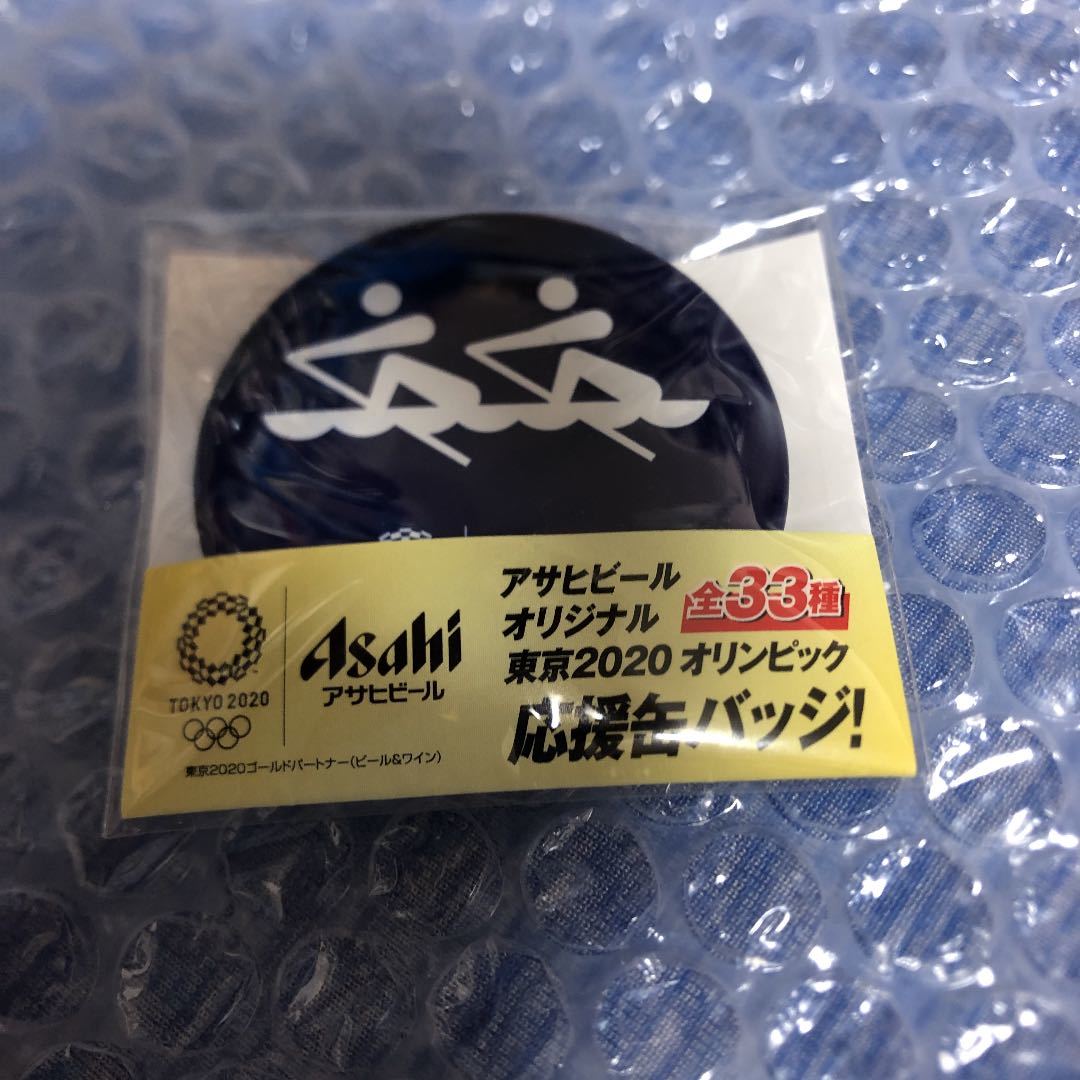 TOKYO 2020
Asahi
アサヒビール
東京2020ゴールドパートナー(ビール&ワイン)
アサヒビール
オリジナル
全33種
東京2020 オリンピック
応援缶バッジ!